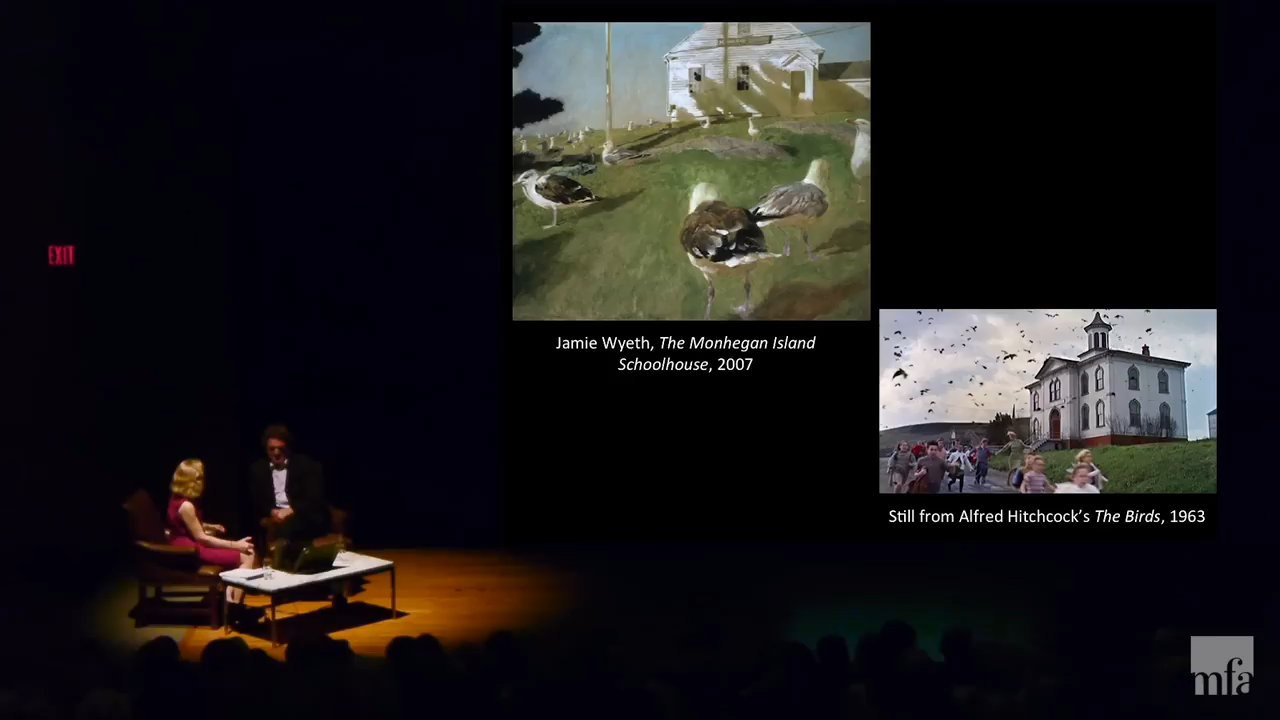 EXIT
Jamie Wyeth, The Monhegan Island
Schoolhouse, 2007
Still from Alfred Hitchcock's The Birds, 1963
mfa